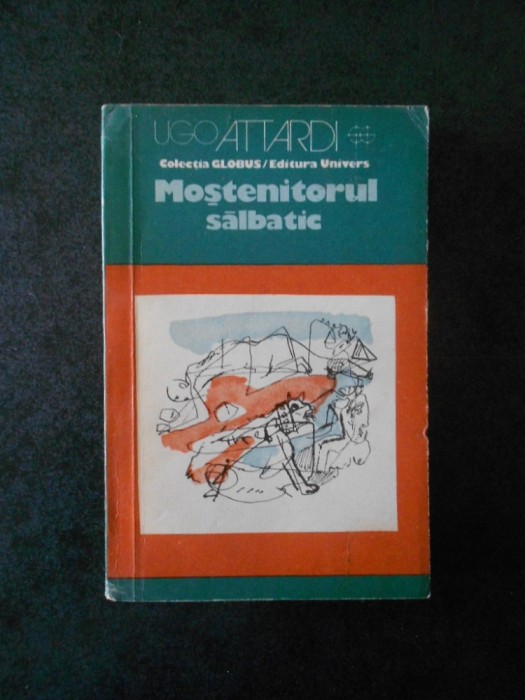 UGO ATTARDI
Colecția GLOBUS/Editura Univers
Moștenitorul
sălbatic